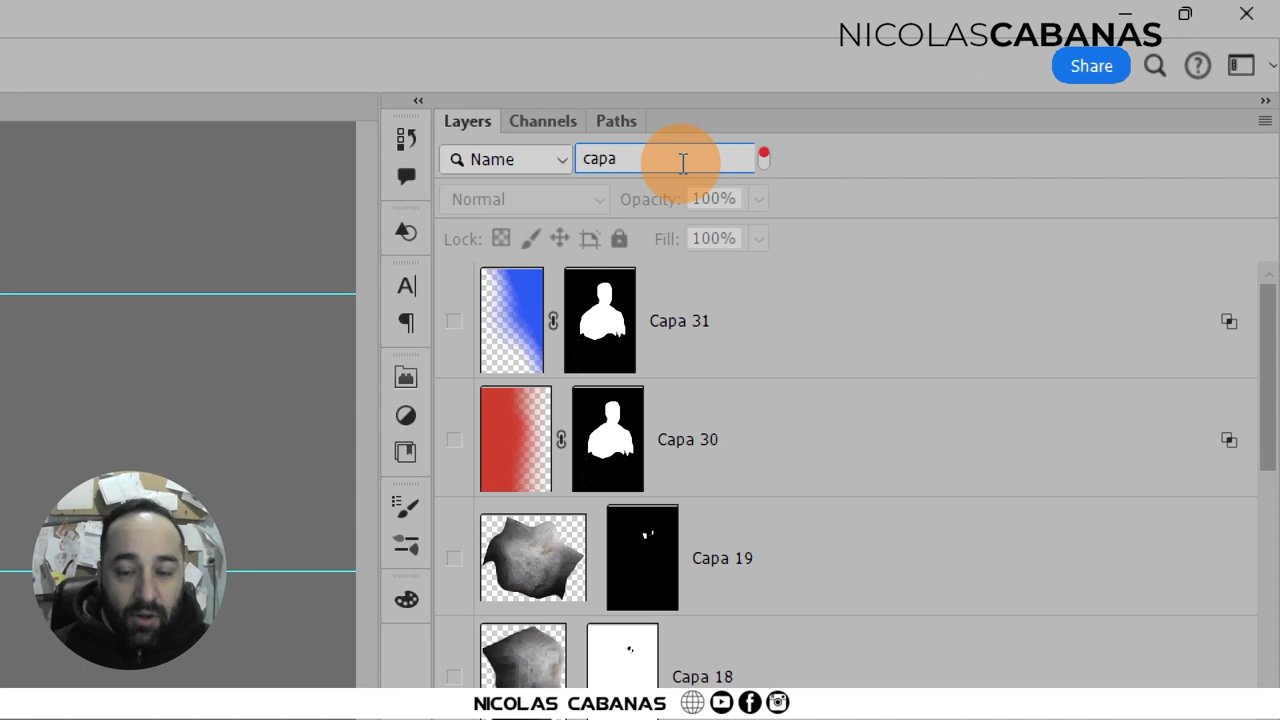 NICOLASCABANAS
Share
Layers Channels Paths
Name capa
Normal Opacity: 100%
Lock: Fill: 100%
Capa 31
Capa 30
Capa 19
Capa 18
NICOLAS CABANAS